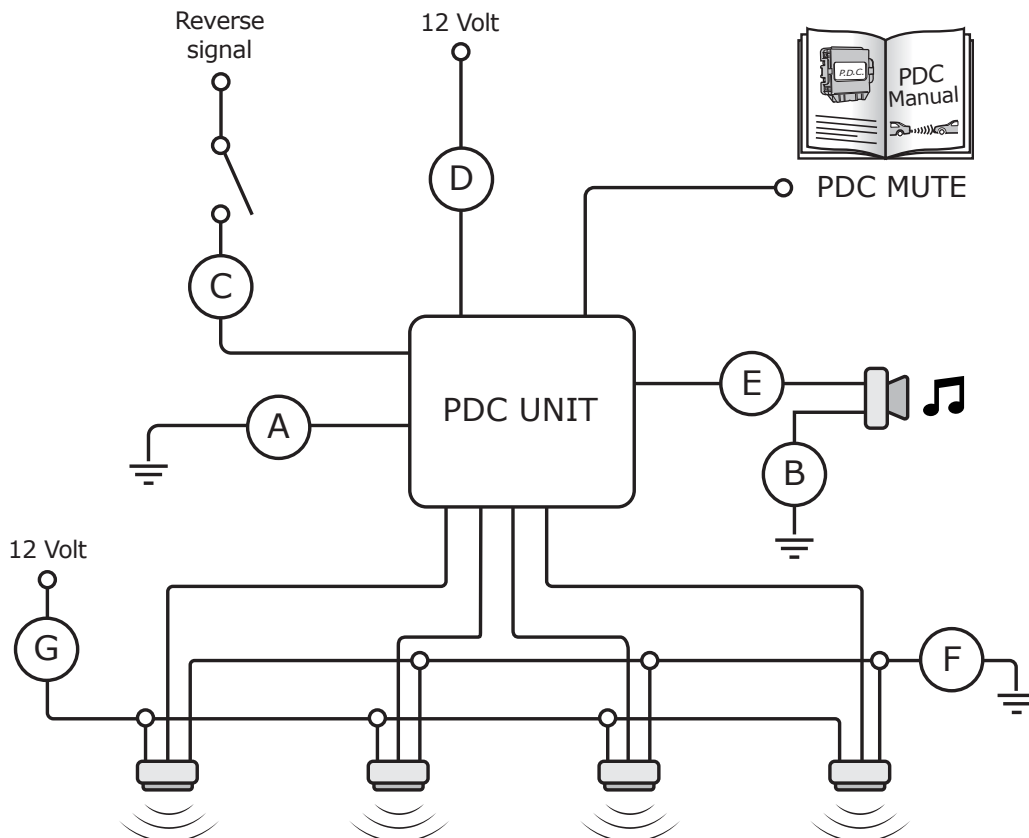 Reverse
signal
12 Volt
P.D.C.
PDC
Manual
D
PDC MUTE
C
E
PDC UNIT
A
B
12 Volt
G
F